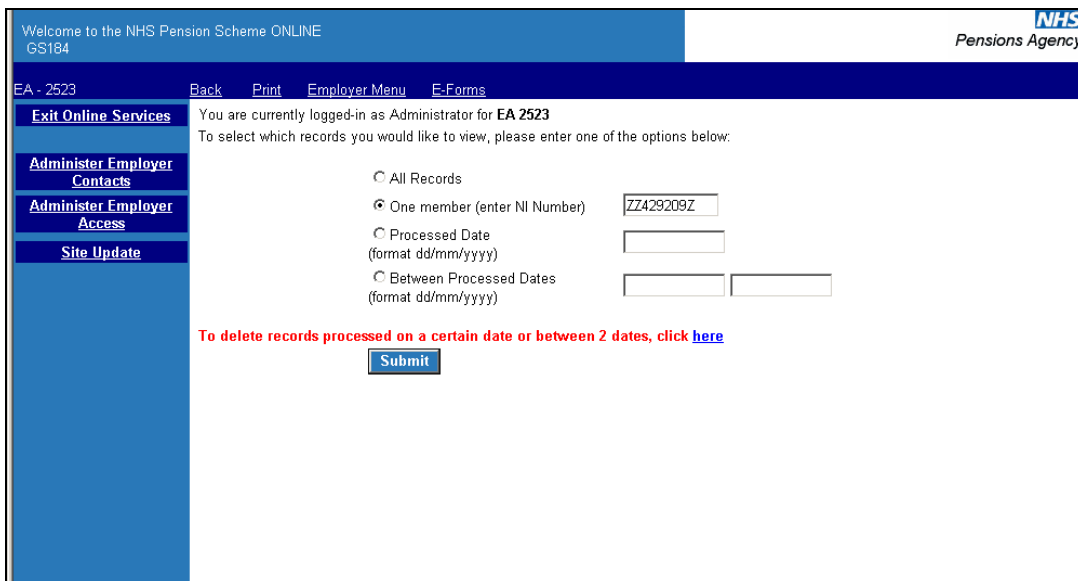 Welcome to the NHS Pension Scheme ONLINE
GS184
NHS
Pensions Agency
EA - 2523 Back Print Employer Menu E-Forms
Exit Online Services
Administer Employer
Contacts
Administer Employer
Access
Site Update
You are currently logged-in as Administrator for EA 2523
To select which records you would like to view, please enter one of the options below:
All Records
One member (enter NI Number) ZZ429209Z
Processed Date
(format dd/mm/yyyy)
Between Processed Dates
(format dd/mm/yyyy)
To delete records processed on a certain date or between 2 dates, click here
Submit